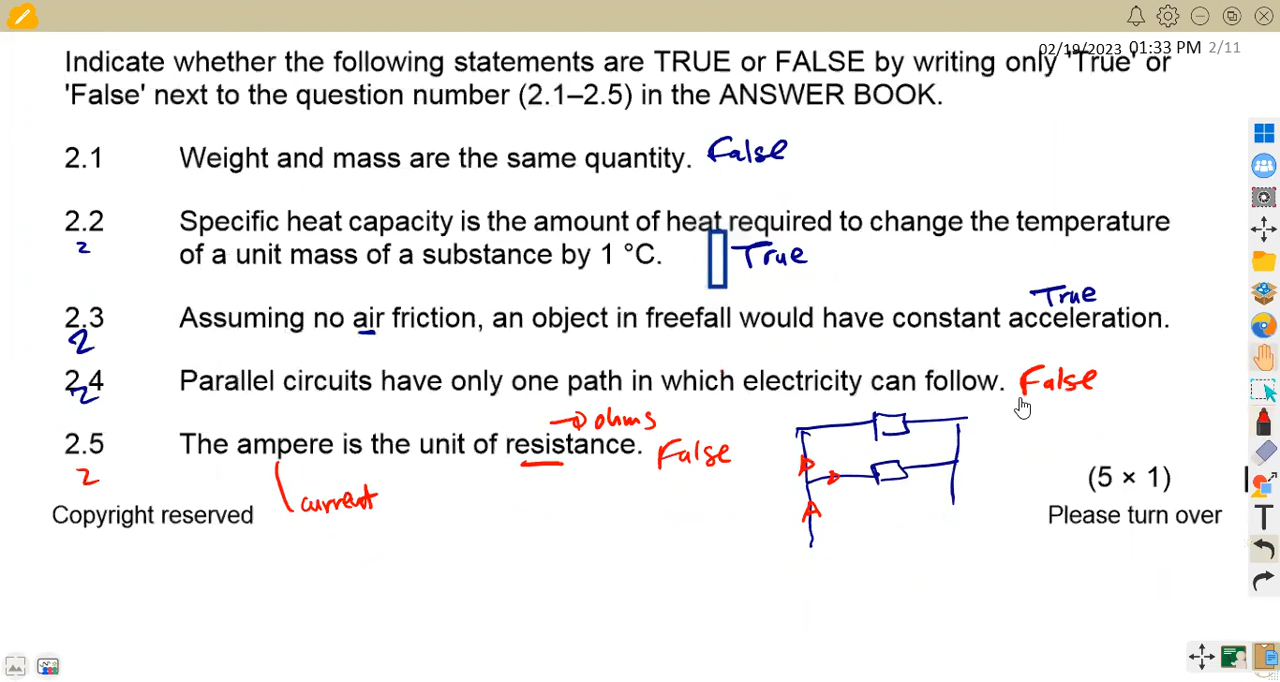 02/19/2023 01:33 PM 2/11
Indicate whether the following statements are TRUE or FALSE by writing only 'True' or
'False' next to the question number (2.1–2.5) in the ANSWER BOOK.
2.1 Weight and mass are the same quantity. False
2.2 Specific heat capacity is the amount of heat required to change the temperature
2 of a unit mass of a substance by 1 °C. True
True
2.3 Assuming no air friction, an object in freefall would have constant acceleration.
2
2.4 Parallel circuits have only one path in which electricity can follow. False
2
→ ohms
2.5 The ampere is the unit of resistance. False
2 current
(5 × 1)
Copyright reserved Please turn over
T